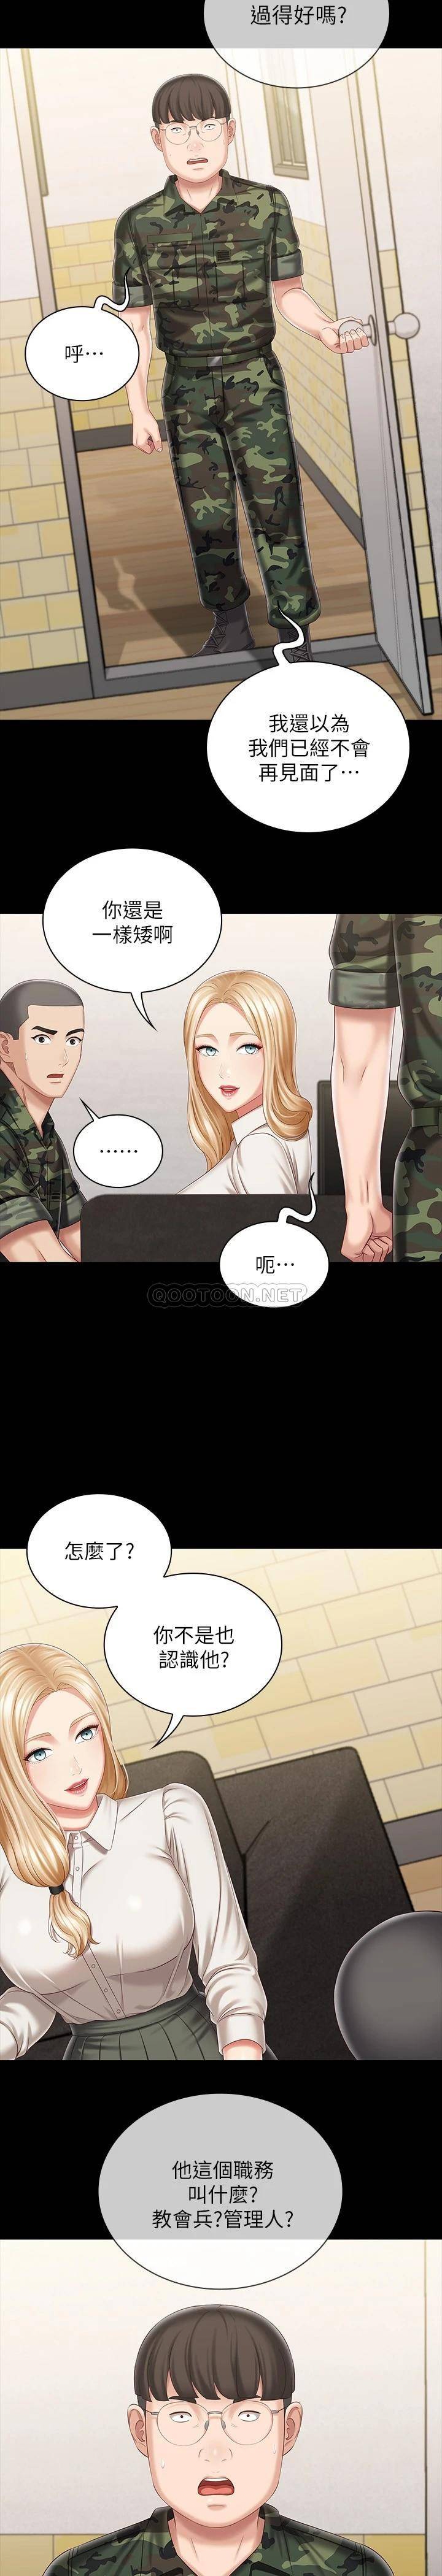 過得好嗎?
呼…
我還以為
我們已經不會
再見面了…
你還是
一樣矮啊
……
呃…
QOOTOON.NET
怎麼了?
你不是也
認識他?
他這個職務
叫什麼?
教會兵?管理人?